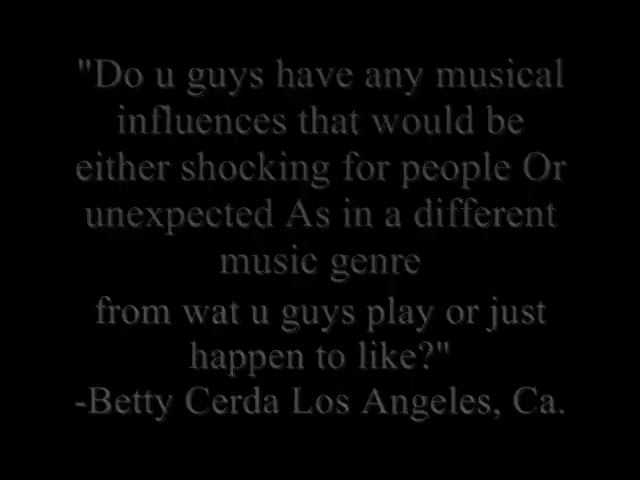 "Do u guys have any musical
influences that would be
either shocking for people Or
unexpected As in a different
music genre
from wat u guys play or just
happen to like?"
-Betty Cerda Los Angeles, Ca.